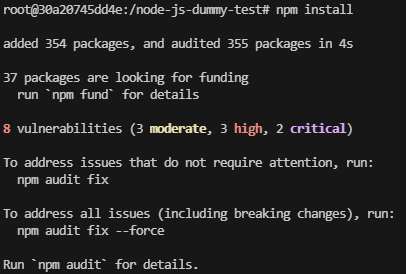 root@30a20745dd4e:/node-js-dummy-test# npm install
added 354 packages, and audited 355 packages in 4s
37 packages are looking for funding
  run `npm fund` for details
8 vulnerabilities (3 moderate, 3 high, 2 critical)
To address issues that do not require attention, run:
  npm audit fix
To address all issues (including breaking changes), run:
  npm audit fix --force
Run `npm audit` for details.